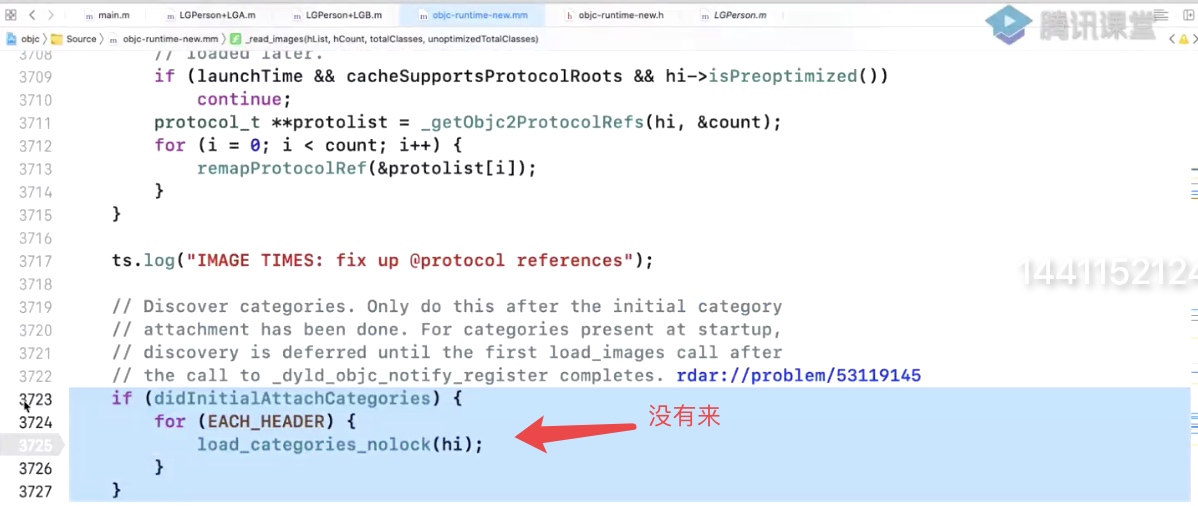 main.m
LGPerson+LGA.m
LGPerson+LGB.m
objc-runtime-new.mm
objc-runtime-new.h
LGPerson.m
腾讯课堂
objc
Source
objc-runtime-new.mm
_read_images(hList, hCount, totalClasses, unoptimizedTotalClasses)
3708 // loaded later.
3709 if (launchTime && cacheSupportsProtocolRoots && hi->isPreoptimized())
3710 continue;
3711 protocol_t **protolist = _getObjc2ProtocolRefs(hi, &count);
3712 for (i = 0; i < count; i++) {
3713 remapProtocolRef(&protolist[i]);
3714 }
3715 }
3716
3717 ts.log("IMAGE TIMES: fix up @protocol references");
3718
1441152124
3719 // Discover categories. Only do this after the initial category
3720 // attachment has been done. For categories present at startup,
3721 // discovery is deferred until the first load_images call after
3722 // the call to _dyld_objc_notify_register completes. rdar://problem/53119145
3723 if (didInitialAttachCategories) {
3724 for (EACH_HEADER) {
没有来
3725 load_categories_nolock(hi);
3726 }
3727 }